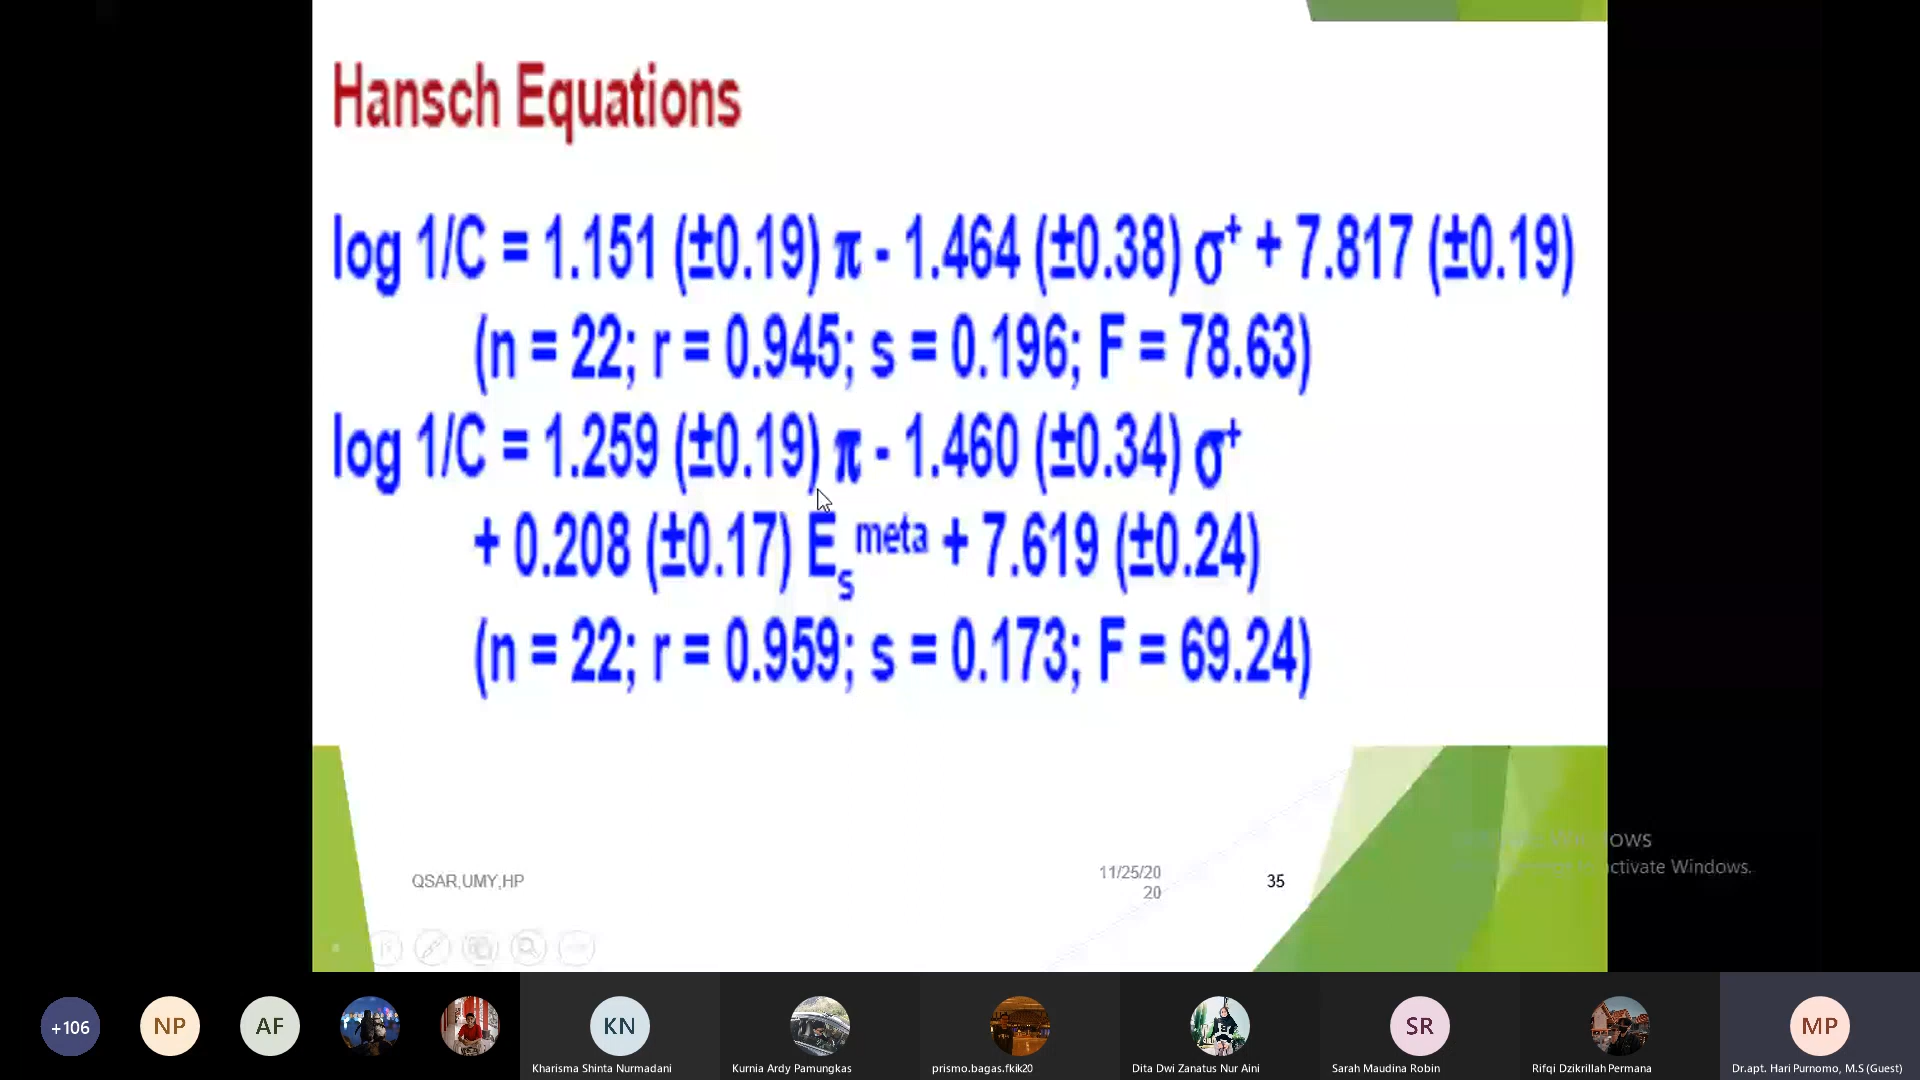 Hansch Equations
log 1/C = 1.151 (±0.19) π - 1.464 (±0.38) σ⁺ + 7.817 (±0.19)
(n = 22; r = 0.945; s = 0.196; F = 78.63)
log 1/C = 1.259 (±0.19) π - 1.460 (±0.34) σ⁺
+ 0.208 (±0.17) Eₛ ᵐᵉᵗᵃ + 7.619 (±0.24)
(n = 22; r = 0.959; s = 0.173; F = 69.24)
ctivate Windows.
QSAR,UMY,HP
11/25/20
20
35
+106
NP
AF
KN
SR
MP
Kharisma Shinta Nurmadani
Kurnia Ardy Pamungkas
prismo.bagas.fkik20
Dita Dwi Zanatus Nur Aini
Sarah Maudina Robin
Rifqi Dzikrillah Permana
Dr.apt. Hari Purnomo, M.S (Guest)